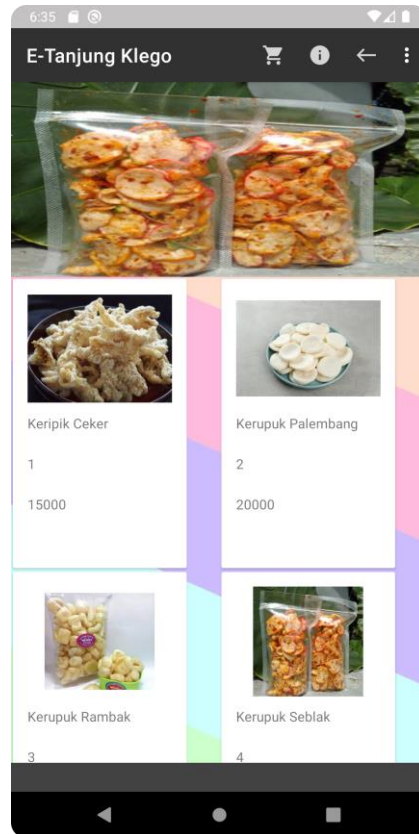 6:35
E-Tanjung Klego
Keripik Ceker
1
15000
Kerupuk Palembang
2
20000
Kerupuk Rambak
3
Kerupuk Seblak
4